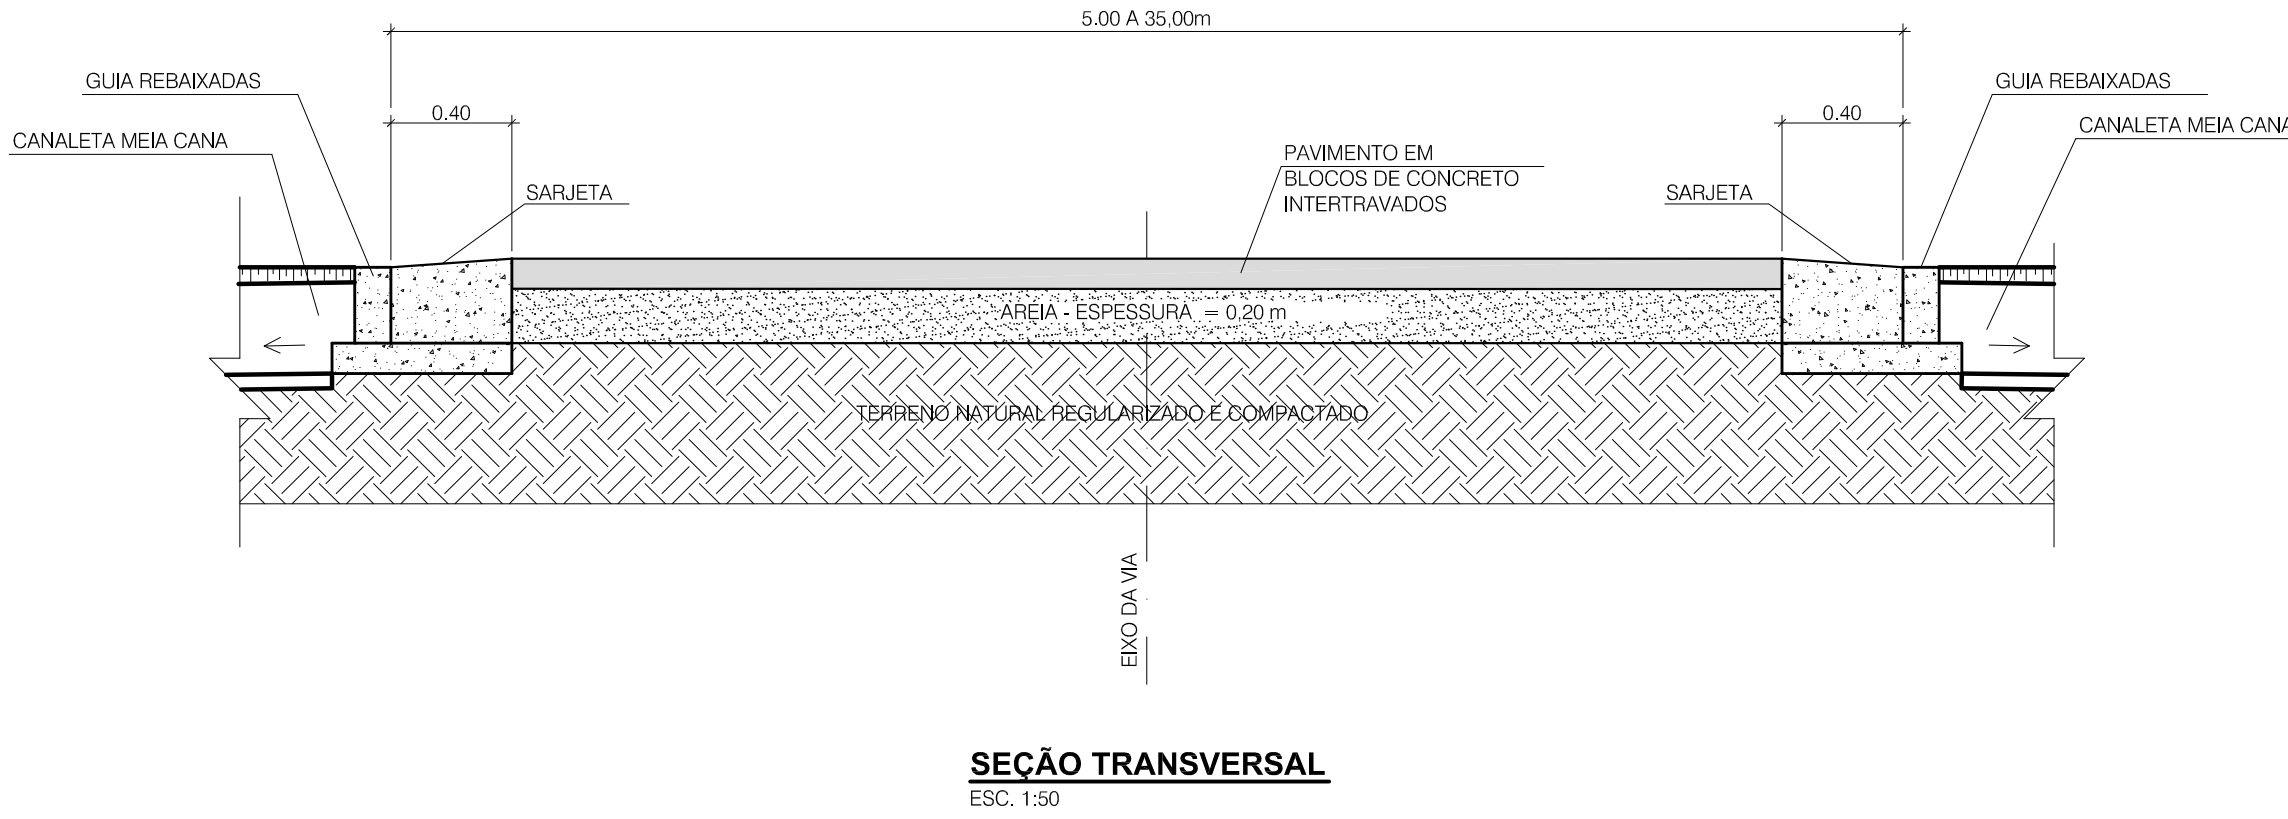 5.00 A 35,00m
GUIA REBAIXADAS
GUIA REBAIXADAS
0.40
0.40
CANALETA MEIA CANA
CANALETA MEIA CANA
PAVIMENTO EM
BLOCOS DE CONCRETO
INTERTRAVADOS
SARJETA
SARJETA
AREIA - ESPESSURA = 0,20 m
TERRENO NATURAL REGULARIZADO E COMPACTADO
EIXO DA VIA
SEÇÃO TRANSVERSAL
ESC. 1:50